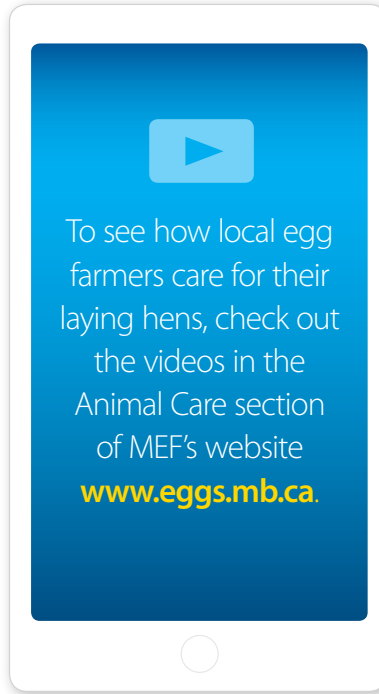 To see how local egg
farmers care for their
laying hens, check out
the videos in the
Animal Care section
of MEF’s website
www.eggs.mb.ca.